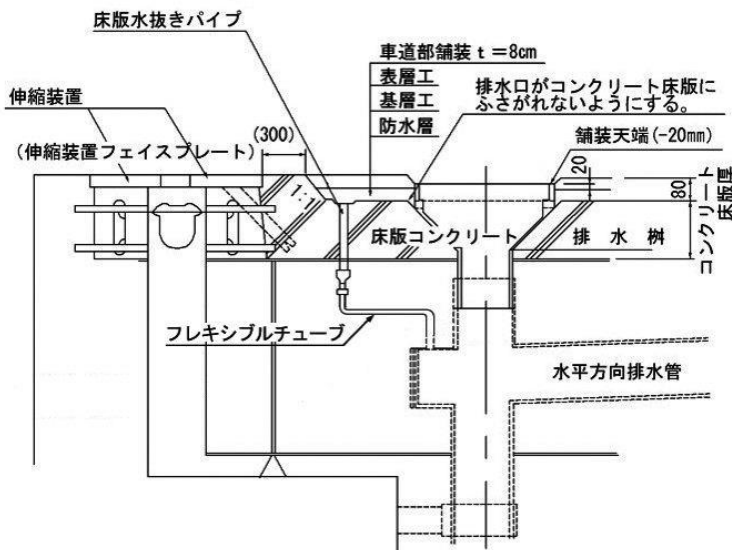 床版水抜きパイプ
車道部舗装 t =8cm
表層工
基層工
防水層
排水口がコンクリート床版に
ふさがれないようにする。
伸縮装置
(伸縮装置フェイスプレート)
(300)
舗装天端(-20mm)
20
80
コンクリート
床版厚
1:1
床版コンクリート
排 水 桝
フレキシブルチューブ
水平方向排水管